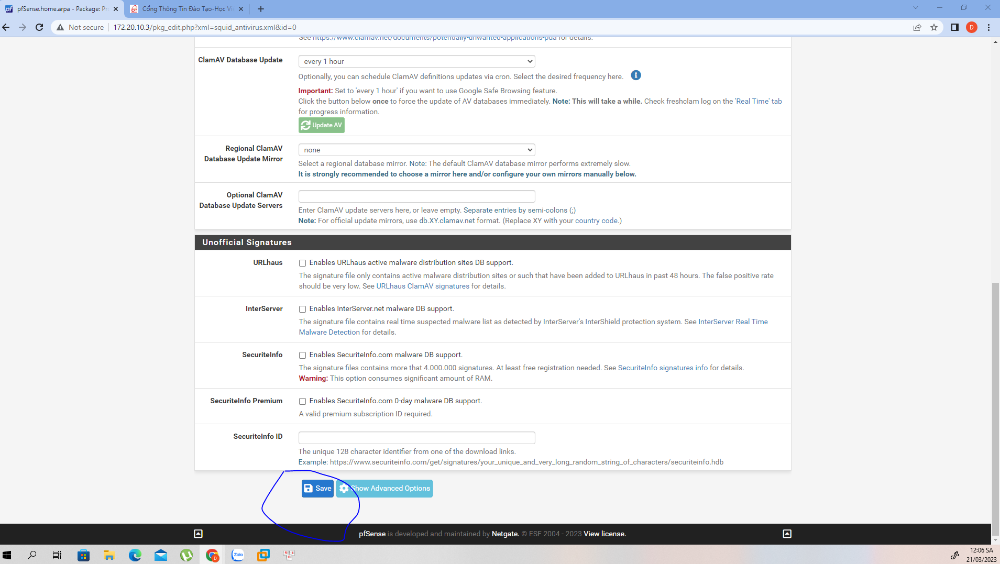 pfSense.home.arpa - Package: Pr
Cổng Thông Tin Đào Tạo-Học Vi
Not secure
172.20.10.3/pkg_edit.php?xml=squid_antivirus.xml&id=0
D
See https://www.clamav.net/documents/potentially-unwanted-applications-pua for details.
ClamAV Database Update
every 1 hour
Optionally, you can schedule ClamAV definitions updates via cron. Select the desired frequency here.
Important: Set to 'every 1 hour' if you want to use Google Safe Browsing feature.
Click the button below once to force the update of AV databases immediately. Note: This will take a while. Check freshclam log on the 'Real Time' tab
for progress information.
Update AV
Regional ClamAV
Database Update Mirror
none
Select a regional database mirror. Note: The default ClamAV database mirror performs extremely slow.
It is strongly recommended to choose a mirror here and/or configure your own mirrors manually below.
Optional ClamAV
Database Update Servers
Enter ClamAV update servers here, or leave empty. Separate entries by semi-colons (;)
Note: For official update mirrors, use db.XY.clamav.net format. (Replace XY with your country code.)
Unofficial Signatures
URLhaus
Enables URLhaus active malware distribution sites DB support.
The signature file only contains active malware distribution sites or such that have been added to URLhaus in past 48 hours. The false positive rate
should be very low. See URLhaus ClamAV signatures for details.
InterServer
Enables InterServer.net malware DB support.
The signature file contains real time suspected malware list as detected by InterServer's InterShield protection system. See InterServer Real Time
Malware Detection for details.
SecuriteInfo
Enables SecuriteInfo.com malware DB support.
The signature files contains more that 4.000.000 signatures. At least free registration needed. See SecuriteInfo signatures info for details.
Warning: This option consumes significant amount of RAM.
SecuriteInfo Premium
Enables SecuriteInfo.com 0-day malware DB support.
A valid premium subscription ID required.
SecuriteInfo ID
The unique 128 character identifier from one of the download links.
Example: https://www.securiteinfo.com/get/signatures/your_unique_and_very_long_random_string_of_characters/securiteinfo.hdb
Save
Show Advanced Options
pfSense is developed and maintained by Netgate. © ESF 2004 - 2023 View license.
Zalo
12:06 SA
21/03/2023